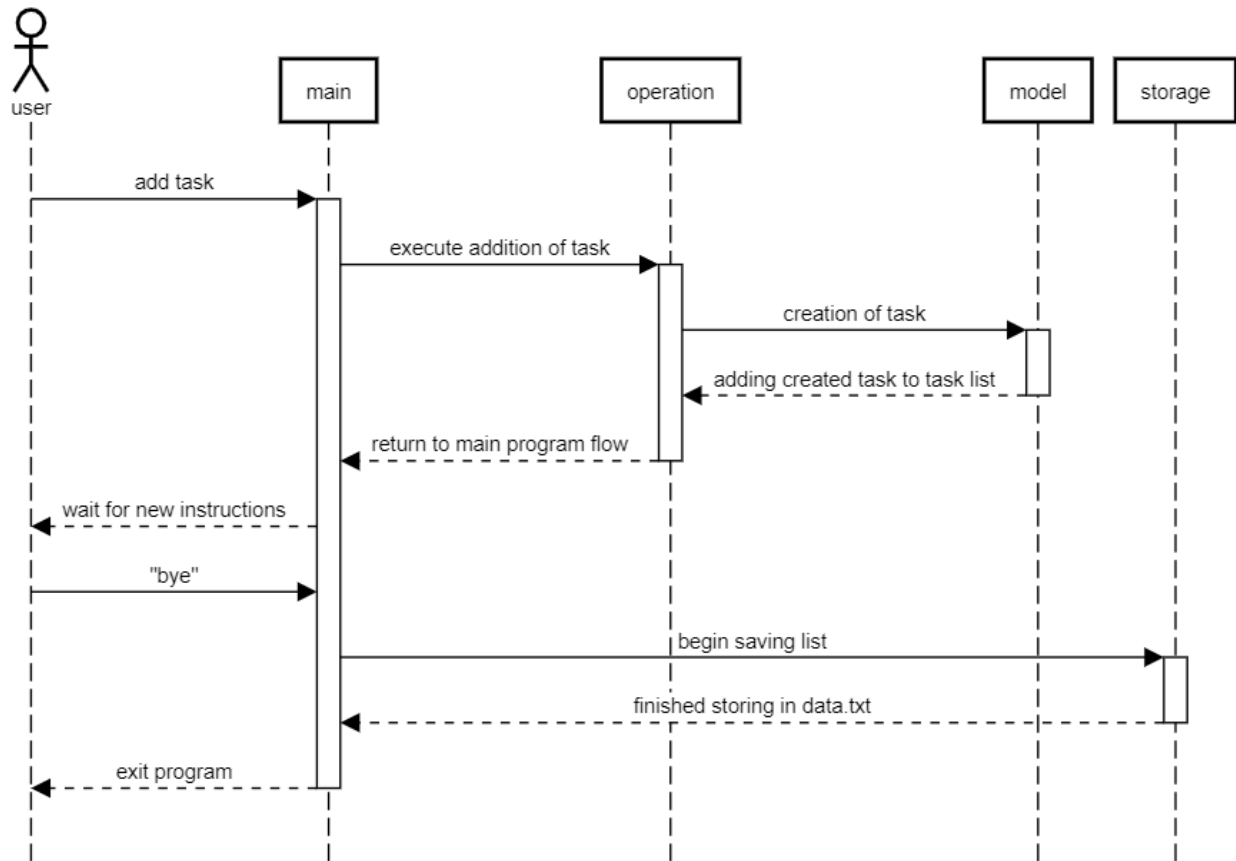 user
main
operation
model
storage
add task
execute addition of task
creation of task
adding created task to task list
return to main program flow
wait for new instructions
"bye"
begin saving list
finished storing in data.txt
exit program